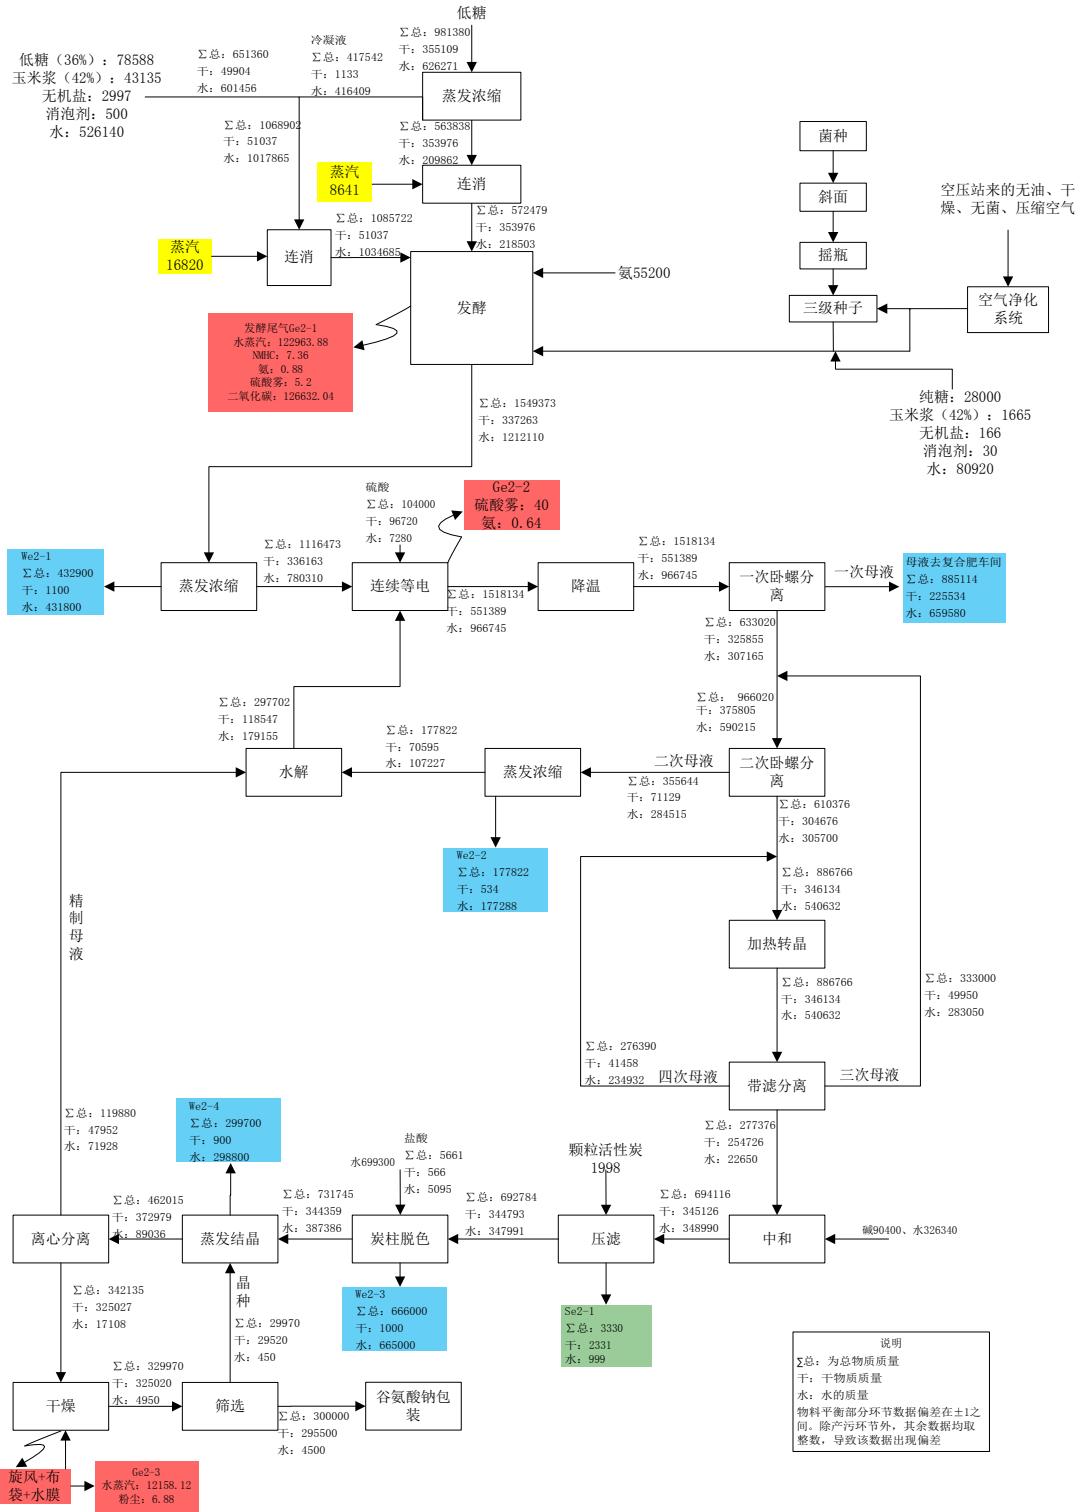 低糖
Σ总：981380
干：355109
水：626271
低糖（36%）：78588
玉米浆（42%）：43135
无机盐：2997
消泡剂：500
水：526140
Σ总：651360
干：49904
水：601456
冷凝液
Σ总：417542
干：1133
水：416409
蒸发浓缩
Σ总：1068902
干：51037
水：1017865
Σ总：563838
干：353976
水：209862
蒸汽
8641
连消
Σ总：572479
干：353976
水：218503
蒸汽
16820
连消
Σ总：1085722
干：51037
水：1034685
发酵
氨55200
菌种
斜面
摇瓶
三级种子
空压站来的无油、干
燥、无菌、压缩空气
空气净化
系统
发酵尾气Ge2-1
水蒸汽：122963.88
NMHC：7.36
氨：0.88
硫酸雾：5.2
二氧化碳：126632.04
纯糖：28000
玉米浆（42%）：1665
无机盐：166
消泡剂：30
水：80920
Σ总：1549373
干：337263
水：1212110
硫酸
Σ总：104000
干：96720
水：7280
Ge2-2
硫酸雾：40
氨：0.64
We2-1
Σ总：432900
干：1100
水：431800
蒸发浓缩
Σ总：1116473
干：336163
水：780310
连续等电
Σ总：1518134
干：551389
水：966745
降温
Σ总：1518134
干：551389
水：966745
一次卧螺分
离
一次母液
母液去复合肥车间
Σ总：885114
干：225534
水：659580
Σ总：633020
干：325855
水：307165
Σ总：297702
干：118547
水：179155
Σ总：966020
干：375805
水：590215
水解
Σ总：177822
干：70595
水：107227
蒸发浓缩
二次母液
Σ总：355644
干：71129
水：284515
二次卧螺分
离
Σ总：610376
干：304676
水：305700
We2-2
Σ总：177822
干：534
水：177288
Σ总：886766
干：346134
水：540632
精
制
母
液
加热转晶
Σ总：886766
干：346134
水：540632
Σ总：333000
干：49950
水：283050
Σ总：276390
干：41458
水：234932
四次母液
带滤分离
三次母液
Σ总：119880
干：47952
水：71928
We2-4
Σ总：299700
干：900
水：298800
水699300
盐酸
Σ总：5661
干：566
水：5095
颗粒活性炭
1998
Σ总：277376
干：254726
水：22650
离心分离
Σ总：462015
干：372979
水：89036
蒸发结晶
Σ总：731745
干：344359
水：387386
炭柱脱色
Σ总：692784
干：344793
水：347991
压滤
Σ总：694116
干：345126
水：348990
中和
碱90400、水326340
Σ总：342135
干：325027
水：17108
晶
种
Σ总：29970
干：29520
水：450
We2-3
Σ总：666000
干：1000
水：665000
Se2-1
Σ总：3330
干：2331
水：999
干燥
Σ总：329970
干：325020
水：4950
筛选
Σ总：300000
干：295500
水：4500
谷氨酸钠包
装
旋风+布
袋+水膜
Ge2-3
水蒸汽：12158.12
粉尘：6.88
说明
Σ总：为总物质质量
干：干物质质量
水：水的质量
物料平衡部分环节数据偏差在±1之
间。除产污环节外，其余数据均取
整数，导致该数据出现偏差